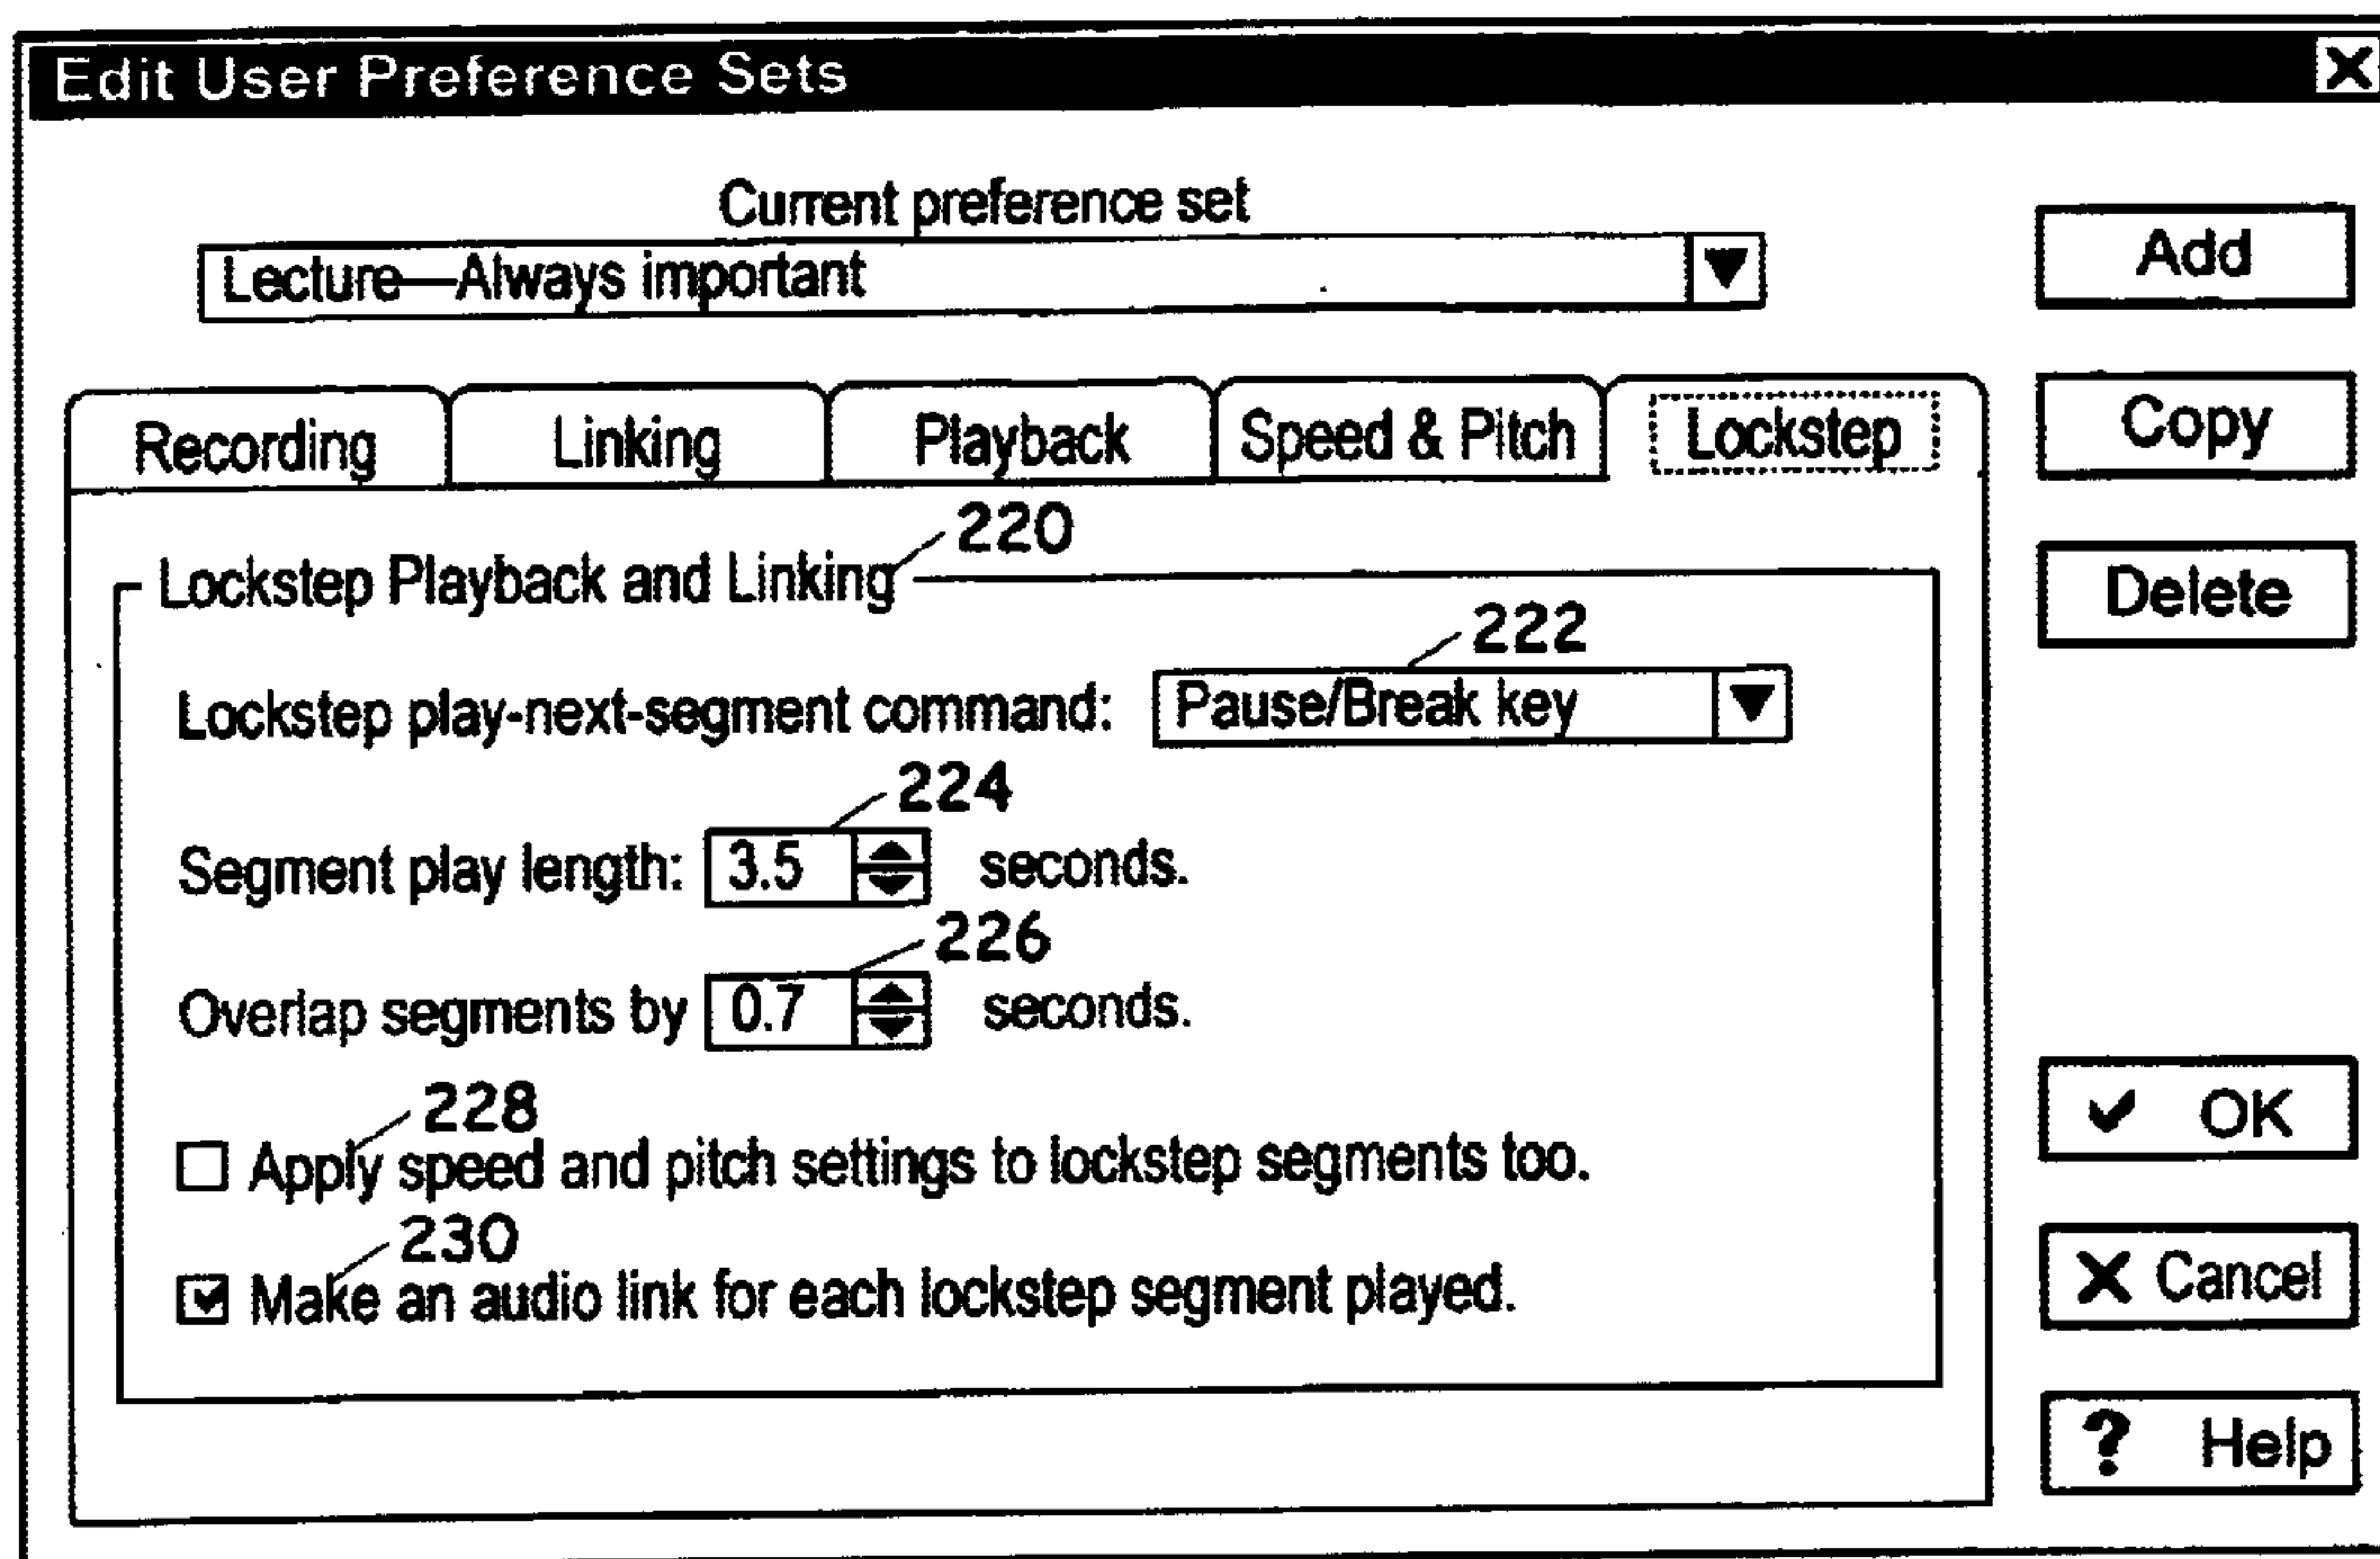 Edit User Preference Sets
Current preference set
Lecture—Always important
Add
Copy
Delete
Recording Linking Playback Speed & Pitch Lockstep
220
Lockstep Playback and Linking
222
Lockstep play-next-segment command: Pause/Break key
224
Segment play length: 3.5 seconds.
226
Overlap segments by 0.7 seconds.
228
Apply speed and pitch settings to lockstep segments too.
230
Make an audio link for each lockstep segment played.
OK
Cancel
? Help